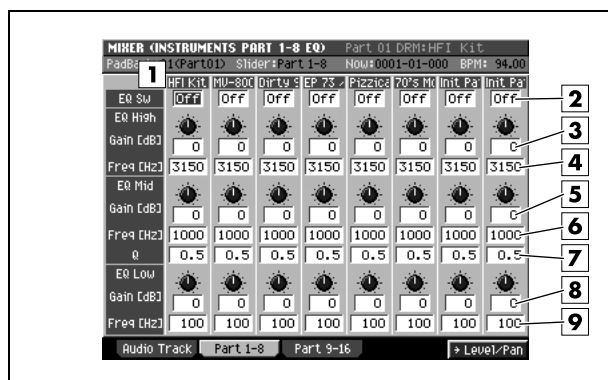 MIXER (INSTRUMENTS PART 1-8 EQ) Part 01 DRM:HFI Kit
1(Part01) Slider:Part 1-8 Now:0001-01-000 BPM: 94.00
1
HFI Kit MV-800 Dirty EP 73 Pizzica 70's Mo Init Pa Init Pa
EQ Sw Off Off Off Off Off Off Off Off 2
EQ High
Gain [dB] 0 0 0 0 0 0 0 0 3
Freq [Hz] 3150 3150 3150 3150 3150 3150 3150 3150 4
EQ Mid
Gain [dB] 0 0 0 0 0 0 0 0 5
Freq [Hz] 1000 1000 1000 1000 1000 1000 1000 1000 6
Q 0.5 0.5 0.5 0.5 0.5 0.5 0.5 0.5 7
EQ Low
Gain [dB] 0 0 0 0 0 0 0 0 8
Freq [Hz] 100 100 100 100 100 100 100 100 9
Audio Track Part 1-8 Part 9-16 → Level/Pan